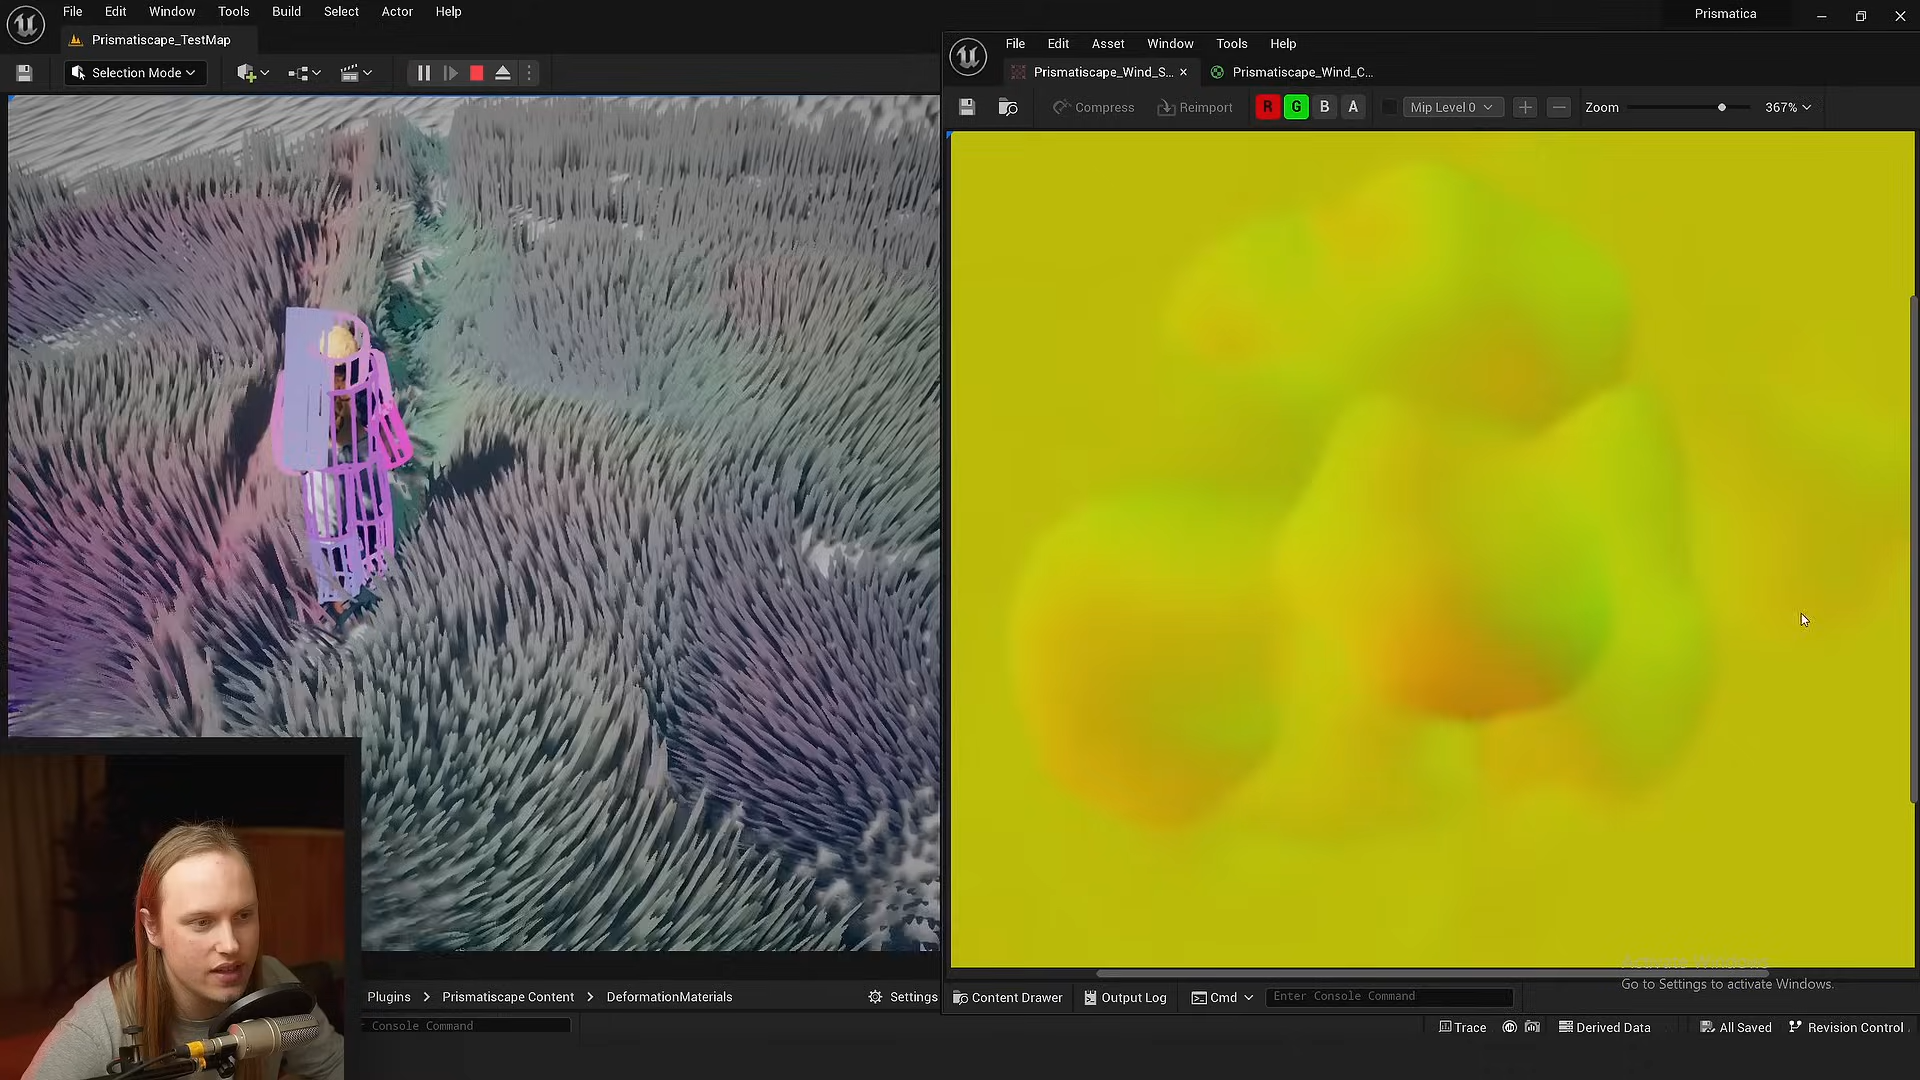 File Edit Window Tools Build Select Actor Help
Prismatica
Prismatiscape_TestMap
File Edit Asset Window Tools Help
Selection Mode
Prismatiscape_Wind_S...
Prismatiscape_Wind_C...
Compress
Reimport
R G B A
Mip Level 0
Zoom
367%
Activate Windows
Go to Settings to activate Windows.
Plugins
Prismatiscape Content
DeformationMaterials
Settings
Content Drawer
Output Log
Cmd
Enter Console Command
Console Command
Trace
Derived Data
All Saved
Revision Control